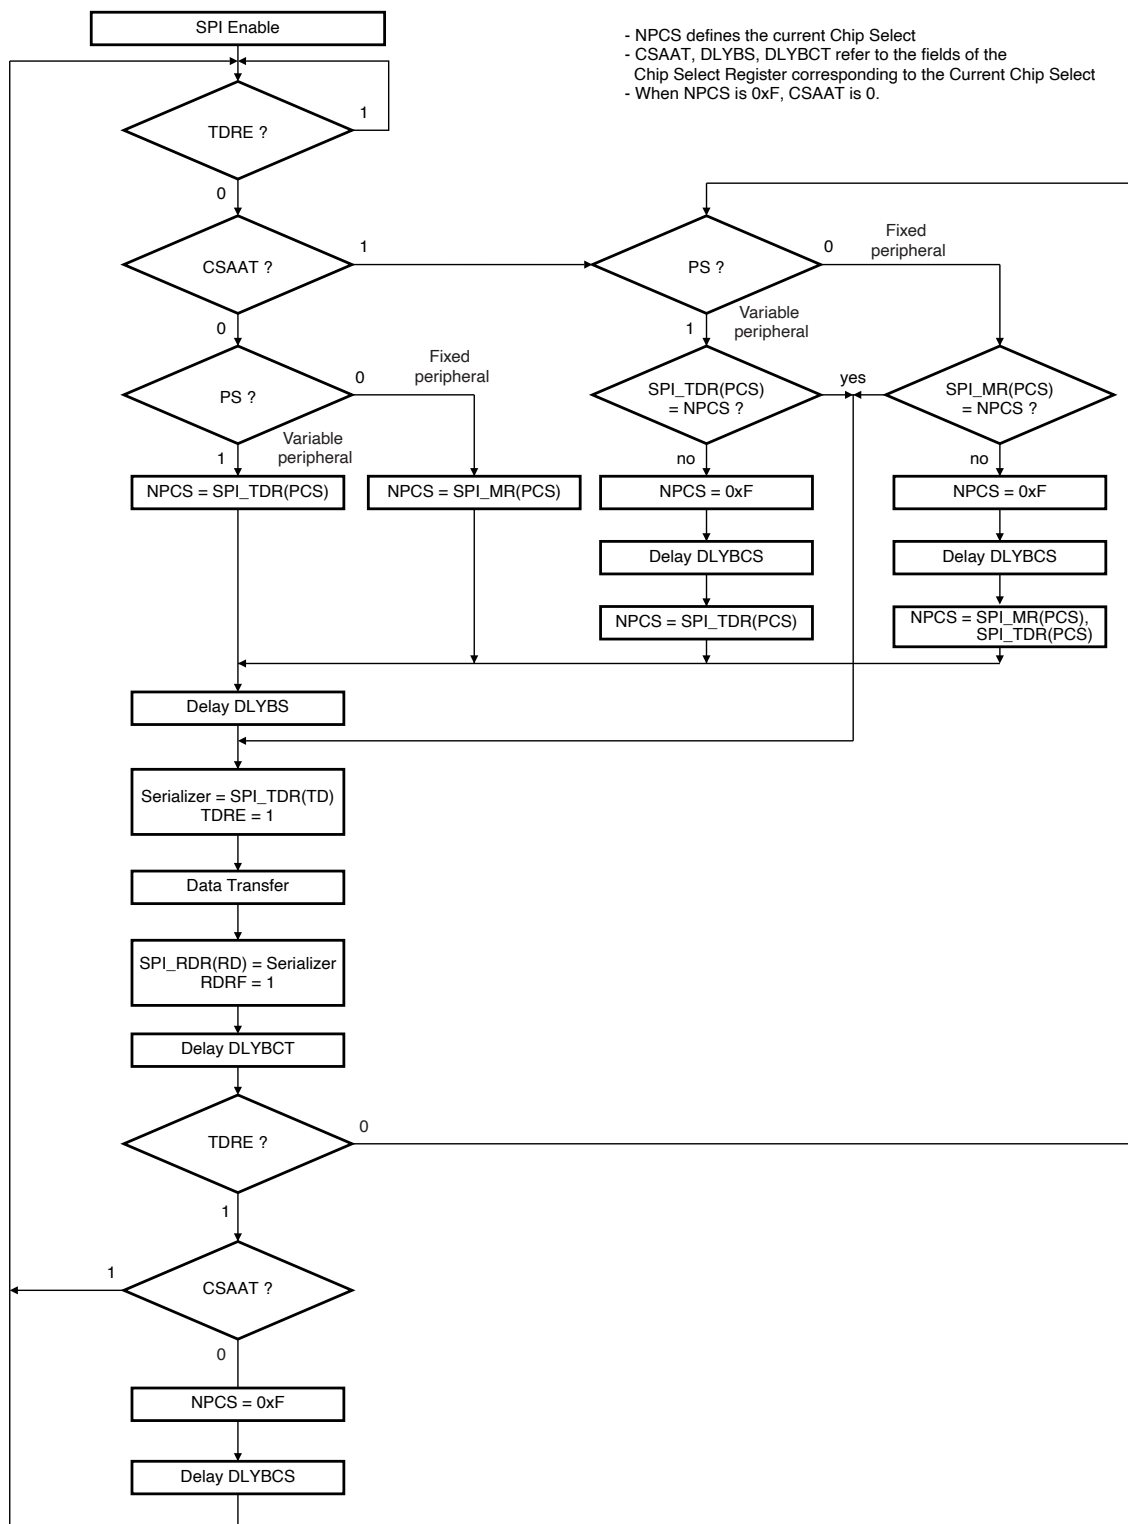 SPI Enable
- NPCS defines the current Chip Select
- CSAAT, DLYBS, DLYBCT refer to the fields of the
Chip Select Register corresponding to the Current Chip Select
- When NPCS is 0xF, CSAAT is 0.
TDRE ?
1
0
CSAAT ?
1
PS ?
0
Fixed
peripheral
0
1
Variable
peripheral
PS ?
0
Fixed
peripheral
SPI_TDR(PCS)
= NPCS ?
yes
SPI_MR(PCS)
= NPCS ?
1
Variable
peripheral
no
no
NPCS = SPI_TDR(PCS)
NPCS = SPI_MR(PCS)
NPCS = 0xF
NPCS = 0xF
Delay DLYBCS
Delay DLYBCS
NPCS = SPI_TDR(PCS)
NPCS = SPI_MR(PCS),
SPI_TDR(PCS)
Delay DLYBS
Serializer = SPI_TDR(TD)
TDRE = 1
Data Transfer
SPI_RDR(RD) = Serializer
RDRF = 1
Delay DLYBCT
TDRE ?
0
1
CSAAT ?
1
0
NPCS = 0xF
Delay DLYBCS